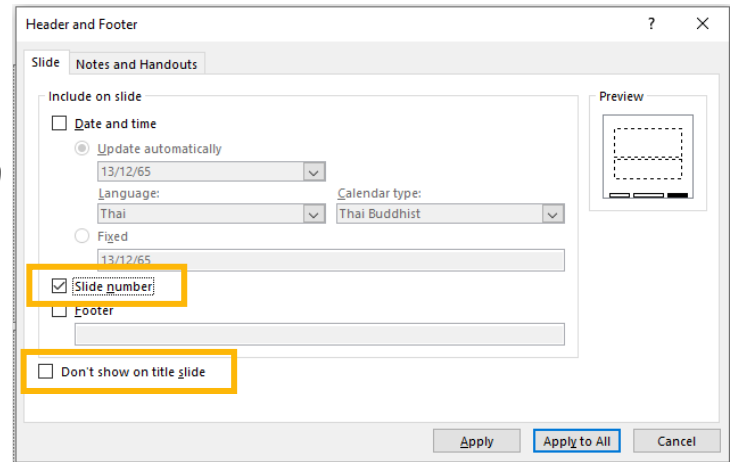 Header and Footer
Slide Notes and Handouts
Include on slide
Preview
Date and time
Update automatically
13/12/65
Language: Calendar type:
Thai Thai Buddhist
Fixed
13/12/65
Slide number
Footer
Don't show on title slide
Apply Apply to All Cancel